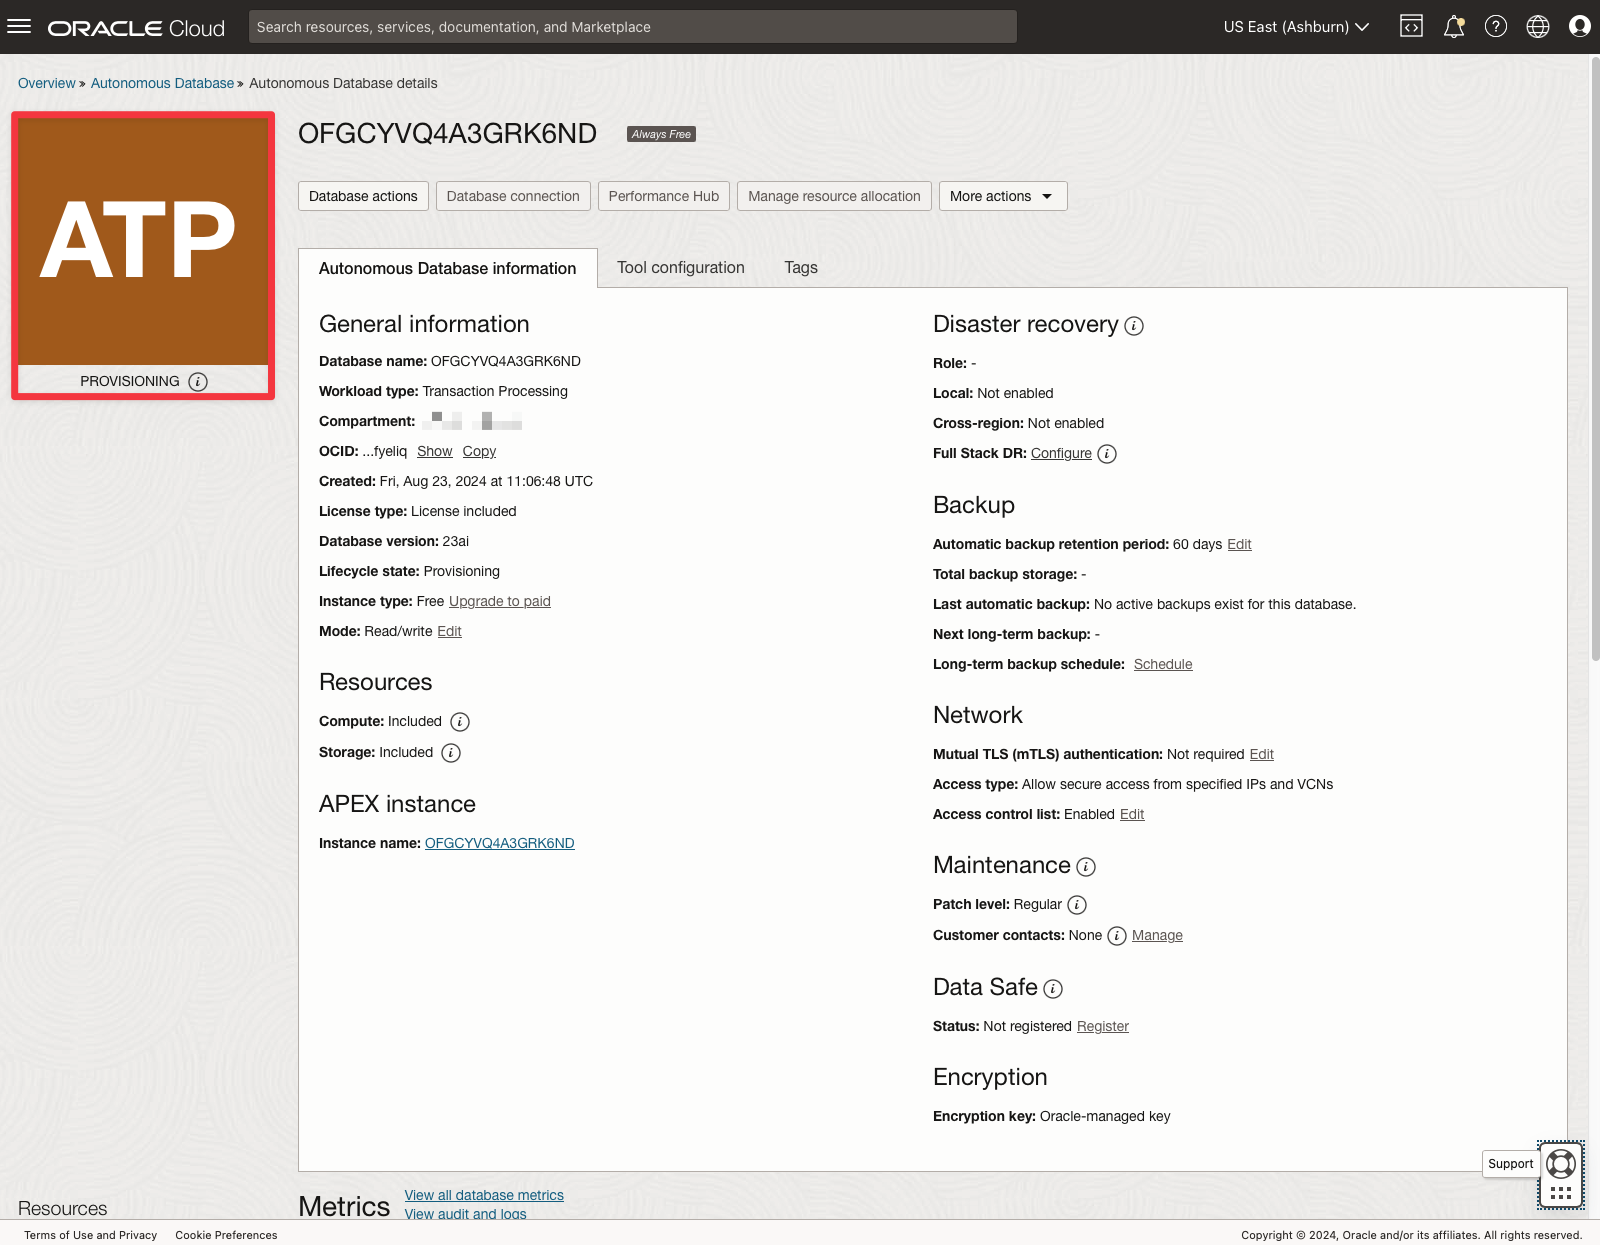 ORACLE Cloud
Search resources, services, documentation, and Marketplace
US East (Ashburn)
Overview » Autonomous Database » Autonomous Database details
ATP
PROVISIONING
OFGCYVQ4A3GRK6ND
Always Free
Database actions
Database connection
Performance Hub
Manage resource allocation
More actions
Autonomous Database information
Tool configuration
Tags
General information
Database name: OFGCYVQ4A3GRK6ND
Workload type: Transaction Processing
Compartment:
OCID: ...fyeliq Show Copy
Created: Fri, Aug 23, 2024 at 11:06:48 UTC
License type: License included
Database version: 23ai
Lifecycle state: Provisioning
Instance type: Free Upgrade to paid
Mode: Read/write Edit
Resources
Compute: Included
Storage: Included
APEX instance
Instance name: OFGCYVQ4A3GRK6ND
Disaster recovery
Role: -
Local: Not enabled
Cross-region: Not enabled
Full Stack DR: Configure
Backup
Automatic backup retention period: 60 days Edit
Total backup storage: -
Last automatic backup: No active backups exist for this database.
Next long-term backup: -
Long-term backup schedule: Schedule
Network
Mutual TLS (mTLS) authentication: Not required Edit
Access type: Allow secure access from specified IPs and VCNs
Access control list: Enabled Edit
Maintenance
Patch level: Regular
Customer contacts: None Manage
Data Safe
Status: Not registered Register
Encryption
Encryption key: Oracle-managed key
Support
Resources
Metrics
View all database metrics
View audit and logs
Terms of Use and Privacy
Cookie Preferences
Copyright © 2024, Oracle and/or its affiliates. All rights reserved.